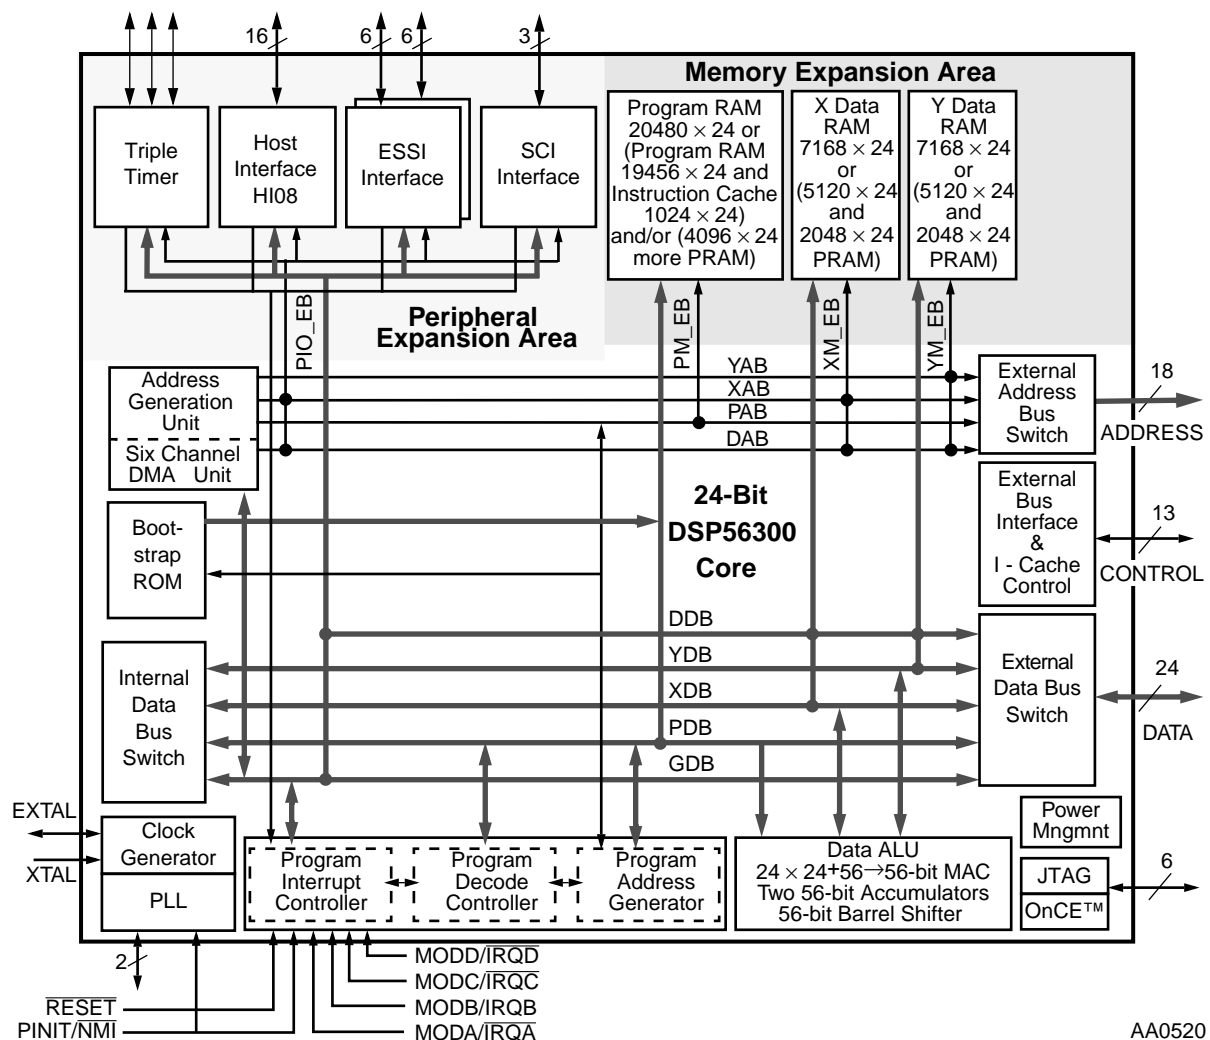 16
6
6
3
Memory Expansion Area
Triple
Timer
Host
Interface
HI08
ESSI
Interface
SCI
Interface
Program RAM
20480 × 24 or
(Program RAM
19456 × 24 and
Instruction Cache
1024 × 24)
and/or (4096 × 24
more PRAM)
X Data
RAM
7168 × 24
or
(5120 × 24
and
2048 × 24
PRAM)
Y Data
RAM
7168 × 24
or
(5120 × 24
and
2048 × 24
PRAM)
Peripheral
Expansion Area
PIO_EB
PM_EB
XM_EB
YM_EB
Address
Generation
Unit
Six Channel
DMA Unit
YAB
XAB
PAB
DAB
External
Address
Bus
Switch
18
ADDRESS
24-Bit
DSP56300
Core
Boot-
strap
ROM
External
Bus
Interface
&
I - Cache
Control
13
CONTROL
DDB
YDB
XDB
PDB
GDB
Internal
Data
Bus
Switch
External
Data Bus
Switch
24
DATA
EXTAL
XTAL
Clock
Generator
PLL
Program
Interrupt
Controller
Program
Decode
Controller
Program
Address
Generator
Data ALU
24 × 24+56→56-bit MAC
Two 56-bit Accumulators
56-bit Barrel Shifter
Power
Mngmnt
JTAG
OnCE™
6
2
RESET
PINIT/NMI
MODD/IRQD
MODC/IRQC
MODB/IRQB
MODA/IRQA
AA0520